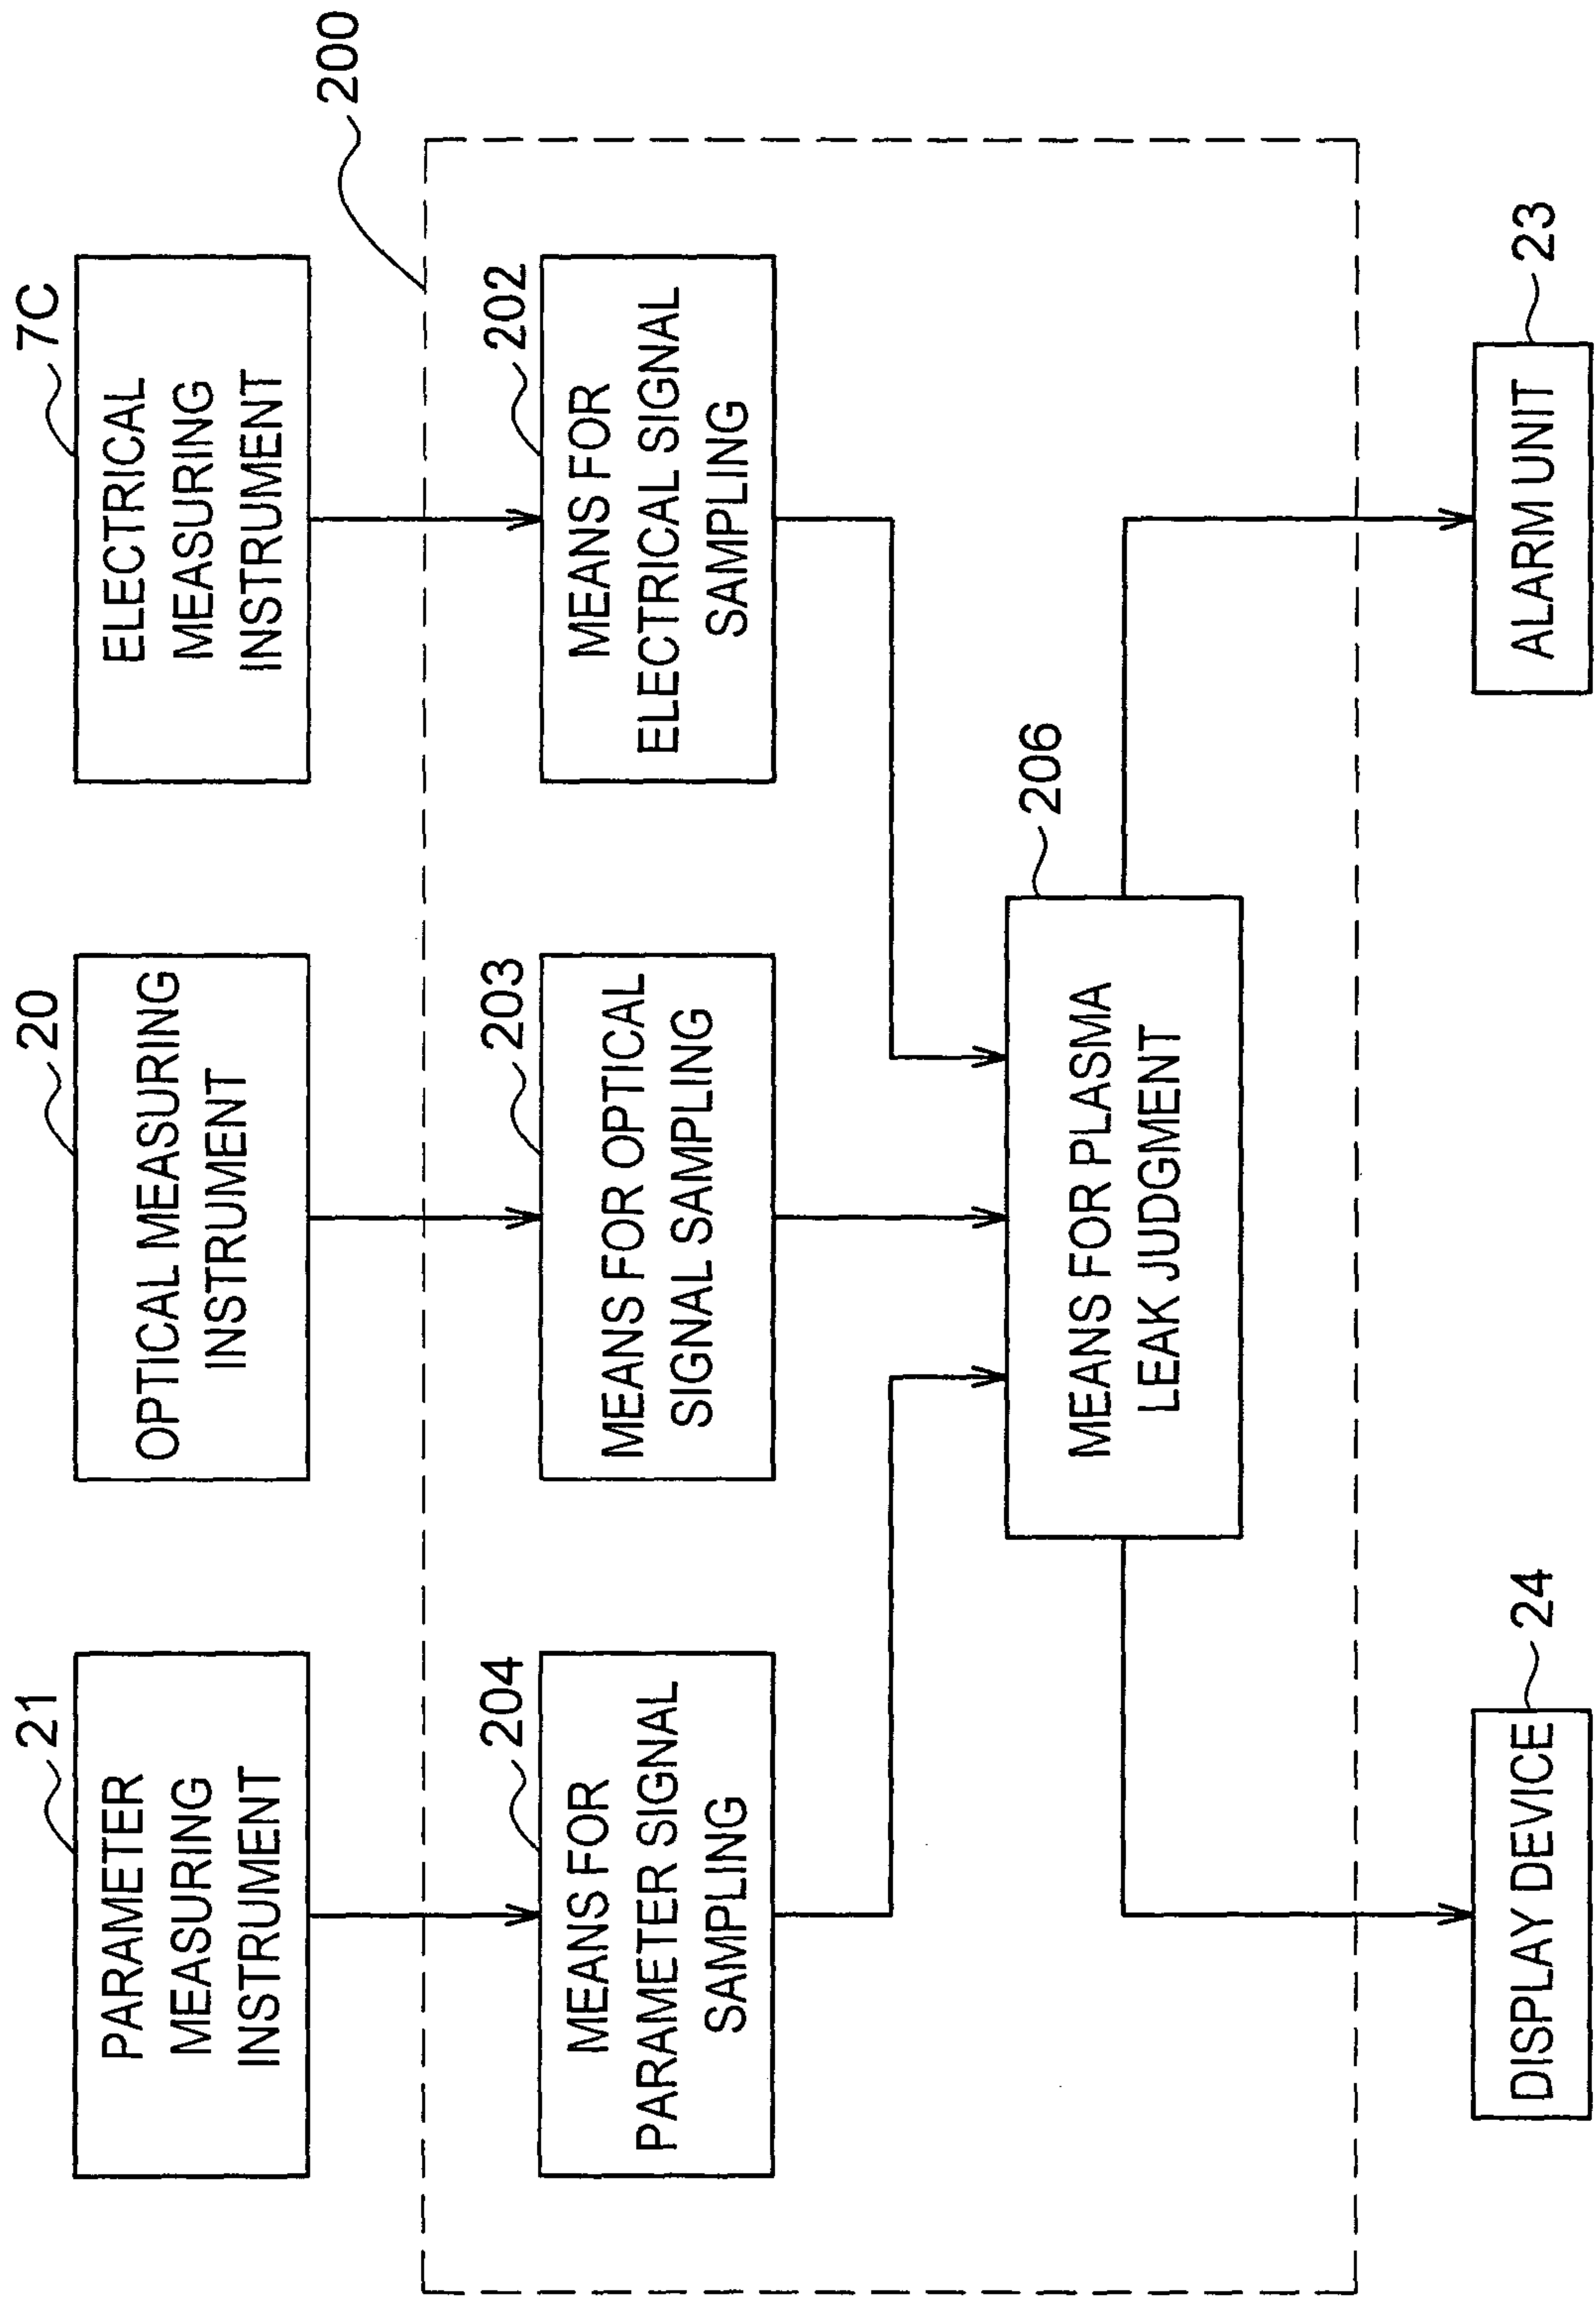 21
PARAMETER
MEASURING
INSTRUMENT
20
OPTICAL MEASURING
INSTRUMENT
7C
ELECTRICAL
MEASURING
INSTRUMENT
200
204
MEANS FOR
PARAMETER SIGNAL
SAMPLING
203
MEANS FOR OPTICAL
SIGNAL SAMPLING
202
MEANS FOR
ELECTRICAL SIGNAL
SAMPLING
206
MEANS FOR PLASMA
LEAK JUDGMENT
24
DISPLAY DEVICE
23
ALARM UNIT